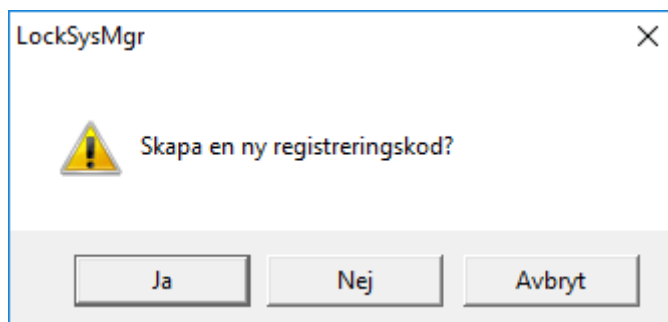 LockSysMgr
Skapa en ny registreringskod?
Ja
Nej
Avbryt